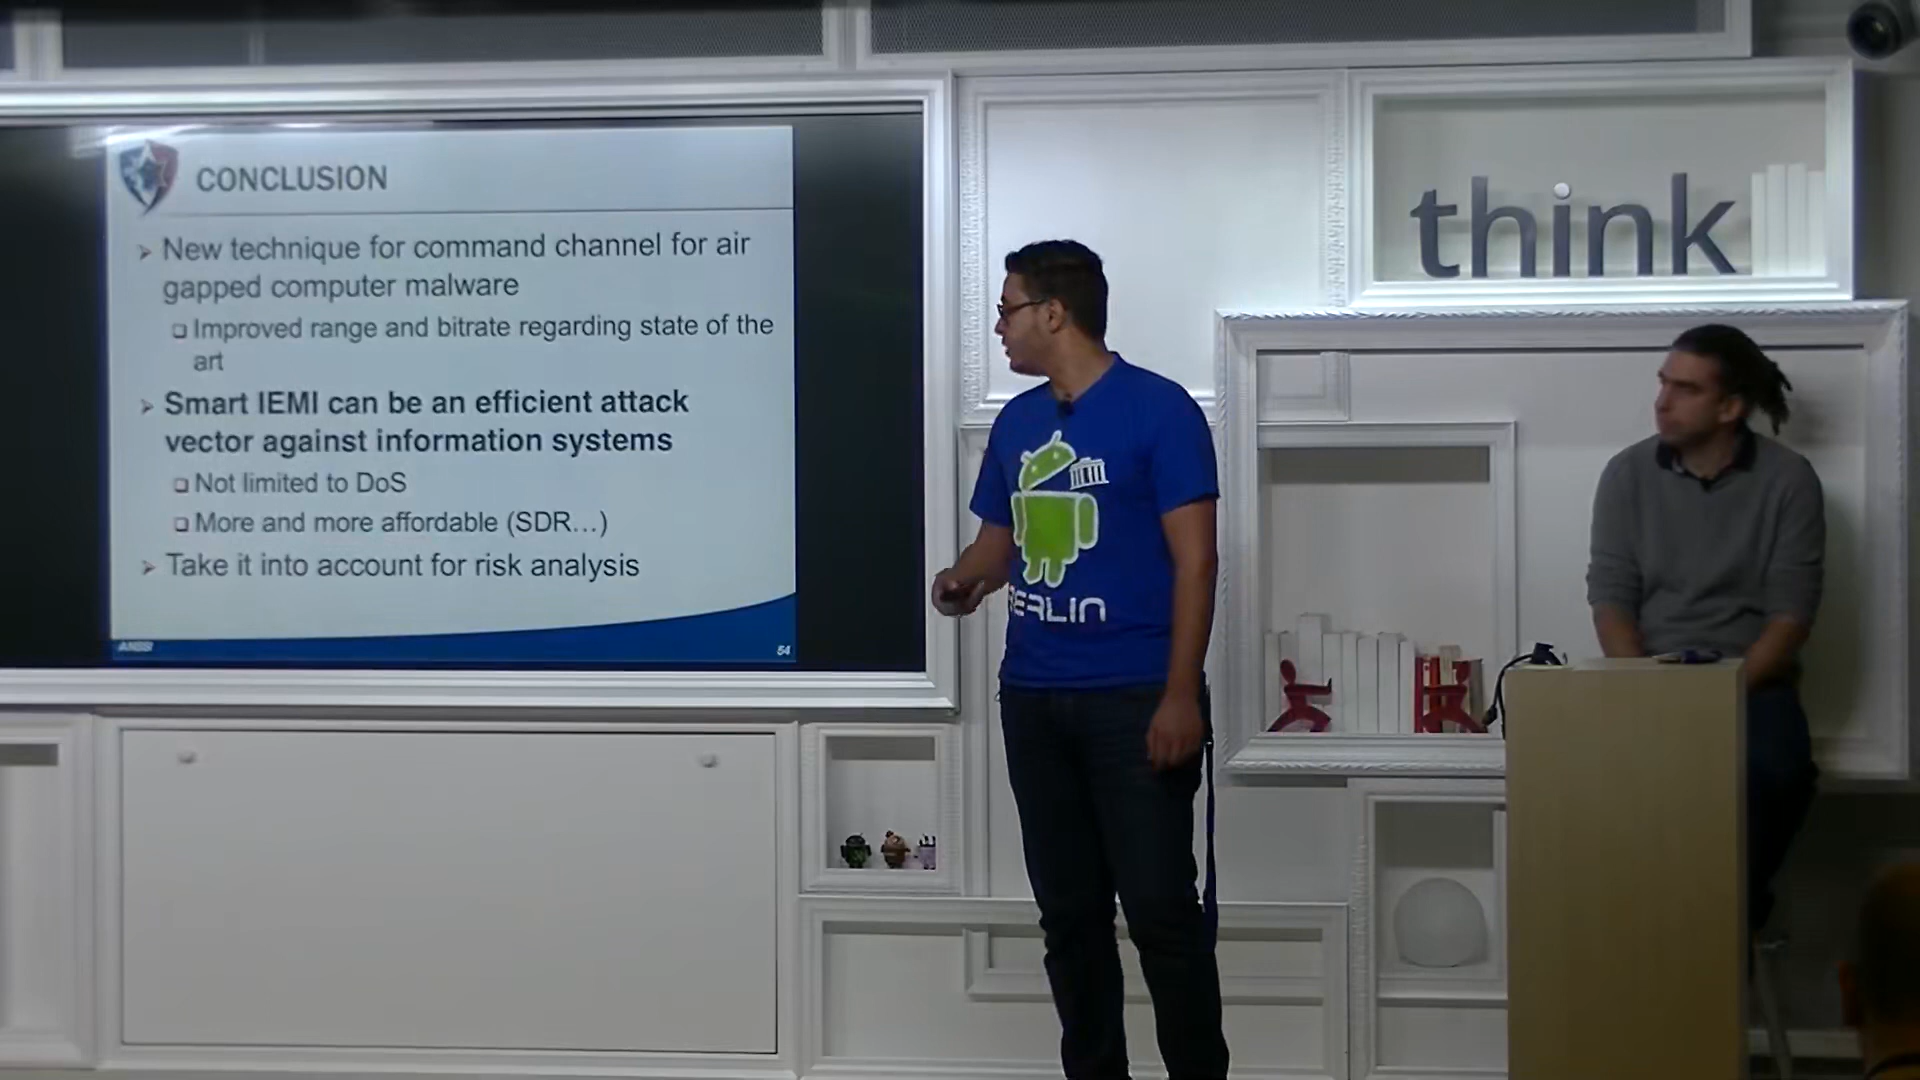 CONCLUSION
New technique for command channel for air
gapped computer malware
Improved range and bitrate regarding state of the
art
Smart IEMI can be an efficient attack
vector against information systems
Not limited to DoS
More and more affordable (SDR...)
Take it into account for risk analysis
ANSSI
54
think
BERLIN